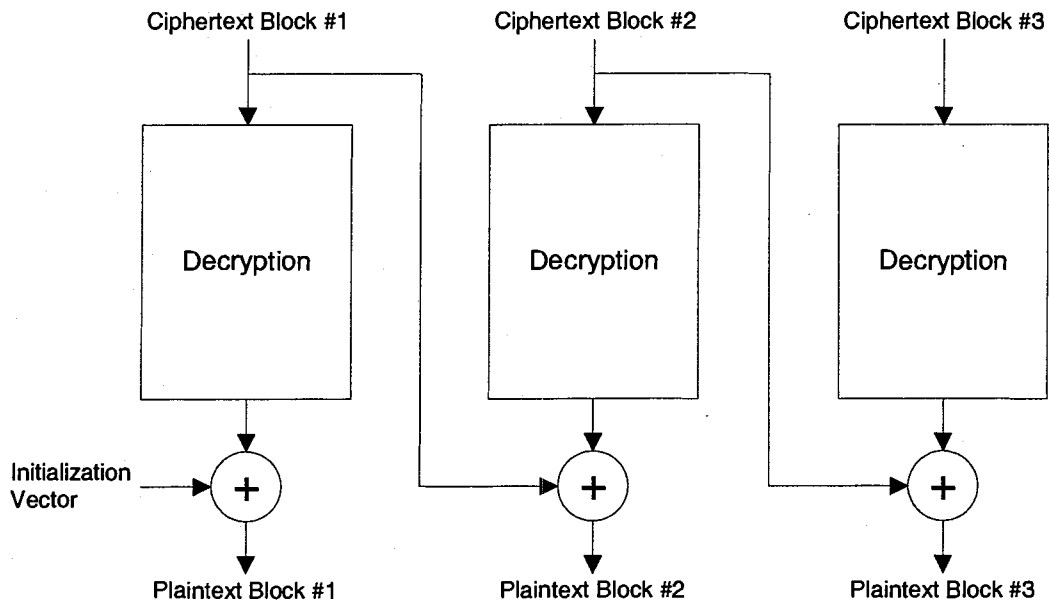 Ciphertext Block #1
Ciphertext Block #2
Ciphertext Block #3
Decryption
Decryption
Decryption
Initialization
Vector
+
+
+
Plaintext Block #1
Plaintext Block #2
Plaintext Block #3